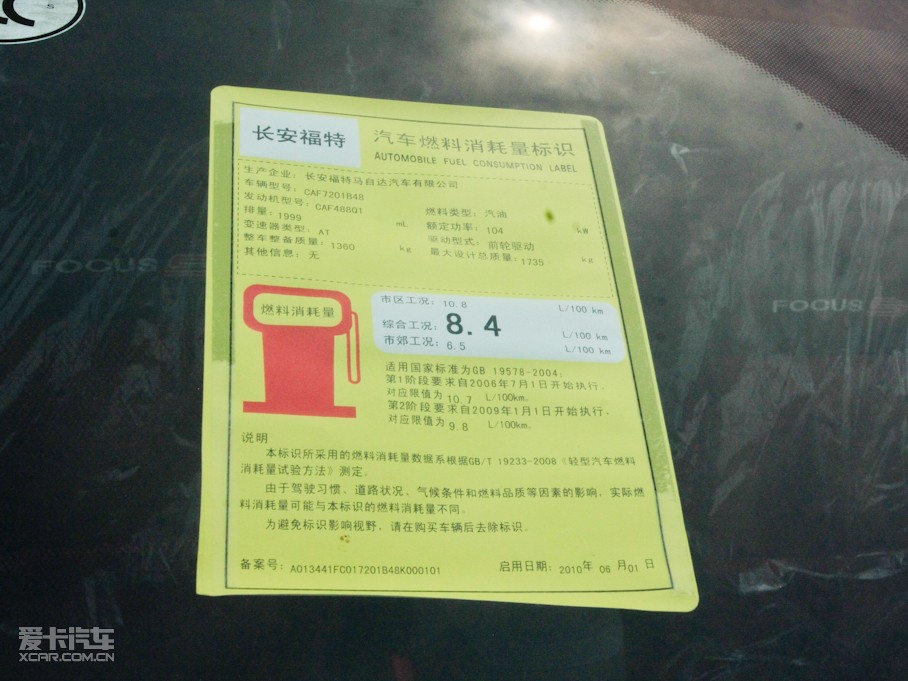 S
长安福特
汽车燃料消耗量标识
AUTOMOBILE FUEL CONSUMPTION LABEL
生产企业: 长安福特马自达汽车有限公司
车辆型号: CAF7201B48
发动机型号: CAF488Q1
燃料类型: 汽油
排量: 1999 mL
额定功率: 104 kW
变速器类型: AT
驱动型式: 前轮驱动
整车整备质量: 1360 kg
最大设计总质量: 1735 kg
其他信息: 无
FOCUS
FOCUS
燃料消耗量
市区工况: 10.8 L/100 km
综合工况: 8.4 L/100 km
市郊工况: 6.5 L/100 km
适用国家标准为GB 19578-2004:
第1阶段要求自2006年7月1日开始执行,
对应限值为 10.7 L/100km。
第2阶段要求自2009年1月1日开始执行,
对应限值为 9.8 L/100km。
说明
本标识所采用的燃料消耗量数据系根据GB/T 19233-2008《轻型汽车燃料
消耗量试验方法》测定。
由于驾驶习惯、道路状况、气候条件和燃料品质等因素的影响, 实际燃
料消耗量可能与本标识的燃料消耗量不同。
为避免标识影响视野, 请在购买车辆后去除标识.
备案号: A013441FC017201B48K000101
启用日期: 2010年 06 月01 日
爱卡汽车
XCAR.COM.CN